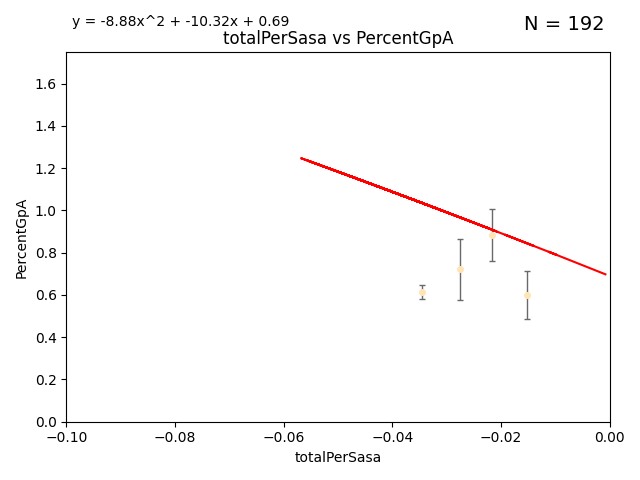 y = -8.88x^2 + -10.32x + 0.69
N = 192
totalPerSasa vs PercentGpA
1.6
1.4
1.2
1.0
0.8
0.6
0.4
0.2
0.0
PercentGpA
−0.10 −0.08 −0.06 −0.04 −0.02 0.00
totalPerSasa